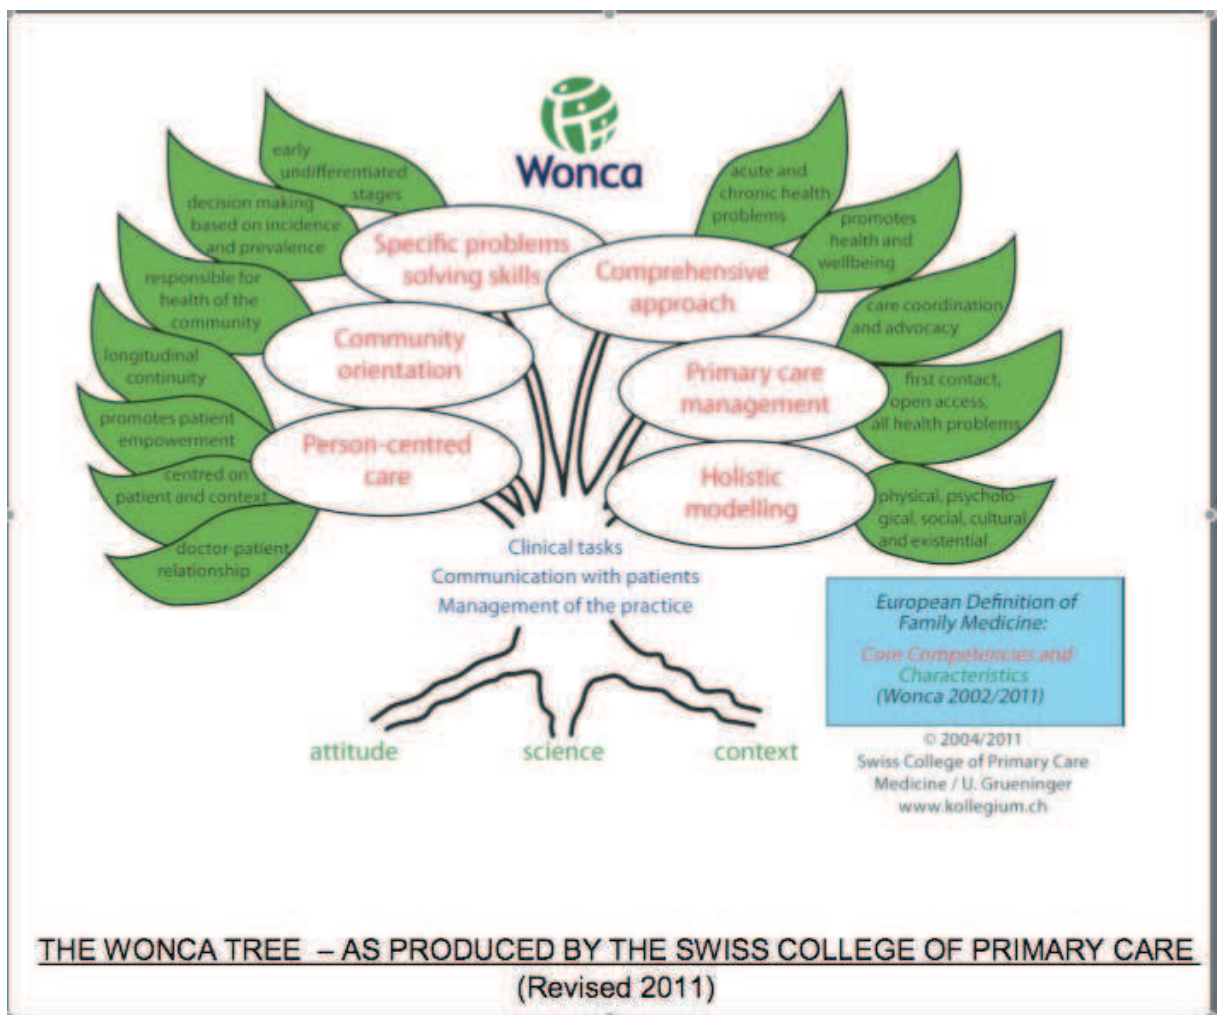 Wonca
early
undifferentiated
stages
decision making
based on incidence
and prevalence
responsible for
health of the
community
longitudinal
continuity
promotes patient
empowerment
centred on
patient and context
doctor-patient
relationship
Specific problems
solving skills
Community
orientation
Person-centred
care
Comprehensive
approach
Primary care
management
Holistic
modelling
acute and
chronic health
problems
promotes
health and
wellbeing
care coordination
and advocacy
first contact,
open access,
all health problems
physical, psycholo-
gical, social, cultural
and existential
Clinical tasks
Communication with patients
Management of the practice
attitude
science
context
European Definition of
Family Medicine:
Core Competencies and
Characteristics
(Wonca 2002/2011)
© 2004/2011
Swiss College of Primary Care
Medicine / U. Grueninger
www.kollegium.ch
THE WONCA TREE – AS PRODUCED BY THE SWISS COLLEGE OF PRIMARY CARE
(Revised 2011)